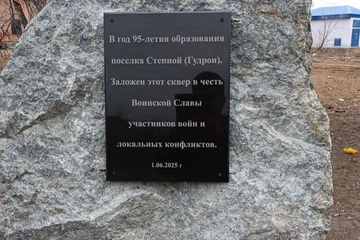 В год 95-летия образования
поселка Степной (Гудрон).
Заложен этот сквер в честь
Воинской Славы
участников войн и
локальных конфликтов.
1.06.2025 г